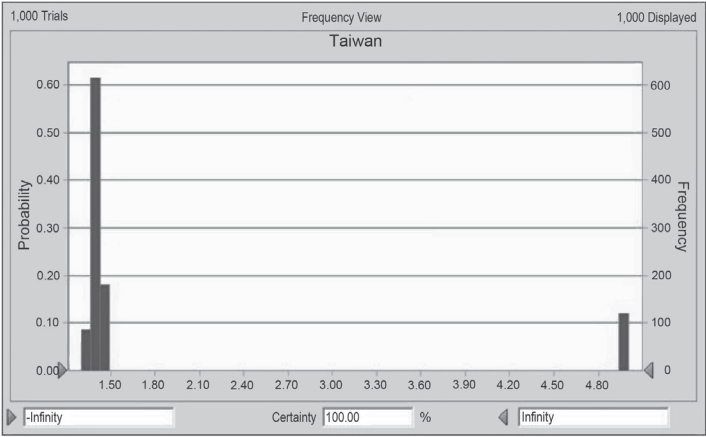 1,000 Trials Frequency View 1,000 Displayed
Taiwan
0.60 600
0.50 500
0.40 400
0.30 300
0.20 200
0.10 100
0.00 0
Probability
Frequency
1.50 1.80 2.10 2.40 2.70 3.00 3.30 3.60 3.90 4.20 4.50 4.80
-Infinity Certainty 100.00 % Infinity